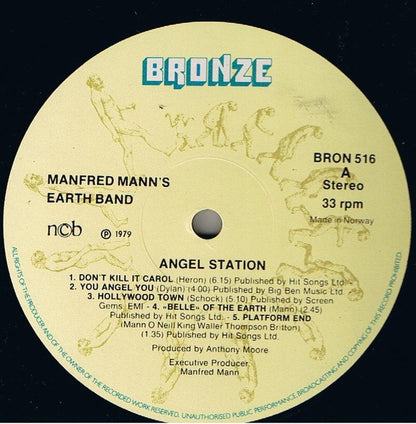 BRONZE
MANFRED MANN'S
EARTH BAND
BRON 516
A
Stereo
33 rpm
Made in Norway
ncb
Ⓟ 1979
ANGEL STATION
1. DON'T KILL IT CAROL (Heron) (6.15) Published by Hit Songs Ltd. -
2. YOU ANGEL YOU (Dylan) (4.00) Published by Big Ben Music Ltd.
3. HOLLYWOOD TOWN (Schock) (5.10) Published by Screen
Gems, EMI - 4. «BELLE» OF THE EARTH (Mann) (2.45)
Published by Hit Songs Ltd. - 5. PLATFORM END
(Mann O Neill King Waller Thompson Britton)
(1.35) Published by Hit Songs Ltd.
Produced by Anthony Moore
Executive Producer:
Manfred Mann
ALL RIGHTS OF THE PRODUCER AND OF THE OWNER OF THE RECORDED WORK RESERVED. UNAUTHORISED PUBLIC PERFORMANCE, BROADCASTING AND COPYING OF THIS RECORD PROHIBITED.